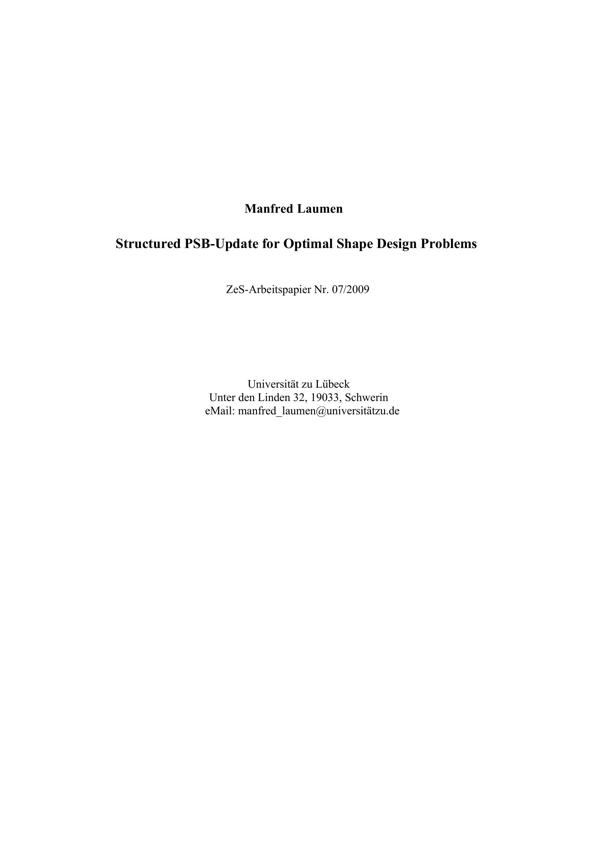 Manfred Laumen
Structured PSB-Update for Optimal Shape Design Problems
ZeS-Arbeitspapier Nr. 07/2009
Universität zu Lübeck
Unter den Linden 32, 19033, Schwerin
eMail: manfred_laumen@universitätzu.de